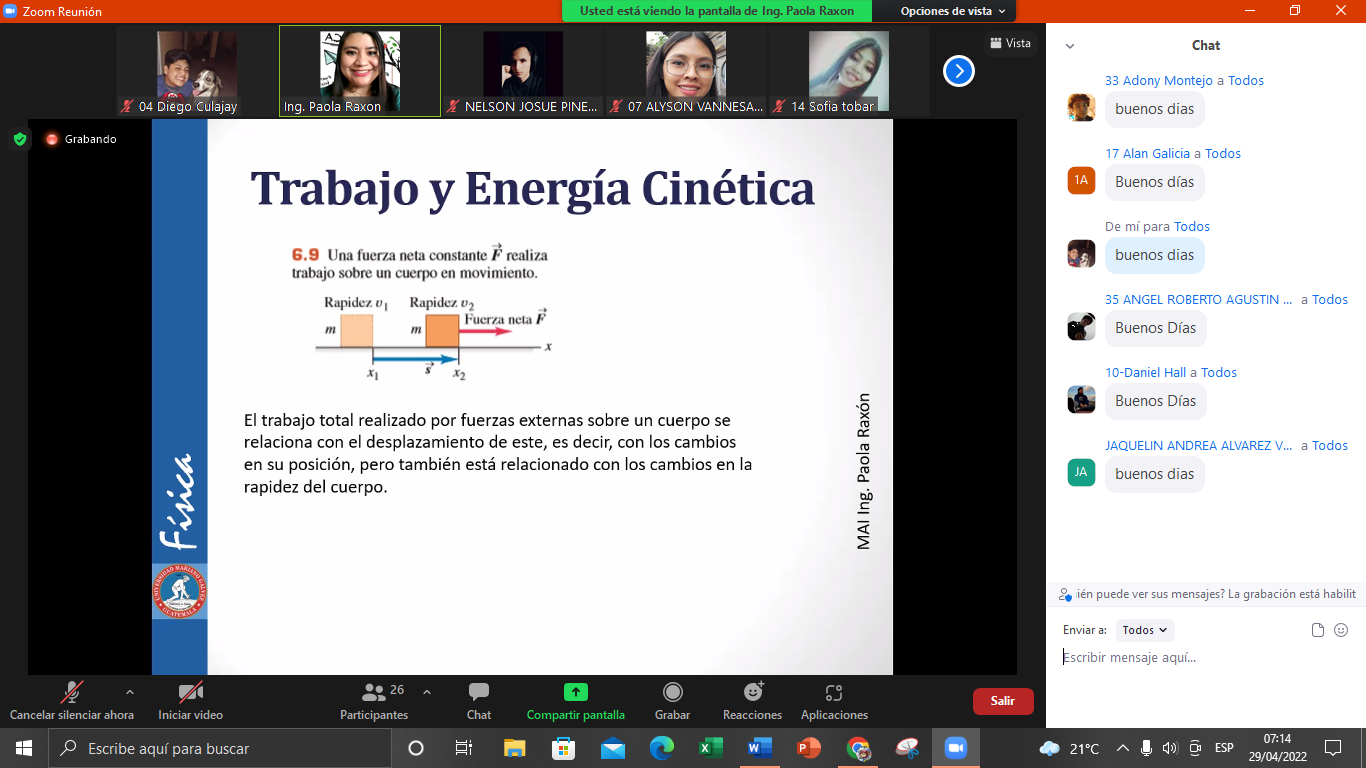 Zoom Reunión
Usted está viendo la pantalla de Ing. Paola Raxon
Opciones de vista
04 Diego Culajay
Ing. Paola Raxon
NELSON JOSUE PINE...
07 ALYSON VANNESA...
14 Sofia tobar
Vista
Grabando
Trabajo y Energía Cinética
6.9 Una fuerza neta constante F realiza
trabajo sobre un cuerpo en movimiento.
Rapidez v1 Rapidez v2
Fuerza neta F
m m
x
x1 s x2
El trabajo total realizado por fuerzas externas sobre un cuerpo se
relaciona con el desplazamiento de este, es decir, con los cambios
en su posición, pero también está relacionado con los cambios en la
rapidez del cuerpo.
Física
UNIVERSIDAD MARIANO GALVEZ
GUATEMALA
MAI Ing. Paola Raxón
Chat
33 Adony Montejo a Todos
buenos dias
17 Alan Galicia a Todos
1A
Buenos días
De mí para Todos
buenos dias
35 ANGEL ROBERTO AGUSTIN ... a Todos
Buenos Días
10-Daniel Hall a Todos
Buenos Días
JAQUELIN ANDREA ALVAREZ V... a Todos
JA
buenos dias
ién puede ver sus mensajes? La grabación está habilit
Enviar a: Todos
Escribir mensaje aquí...
Cancelar silenciar ahora
Iniciar video
26
Participantes
Chat
Compartir pantalla
Grabar
Reacciones
Aplicaciones
Salir
Escribe aquí para buscar
21°C
ESP
07:14
29/04/2022